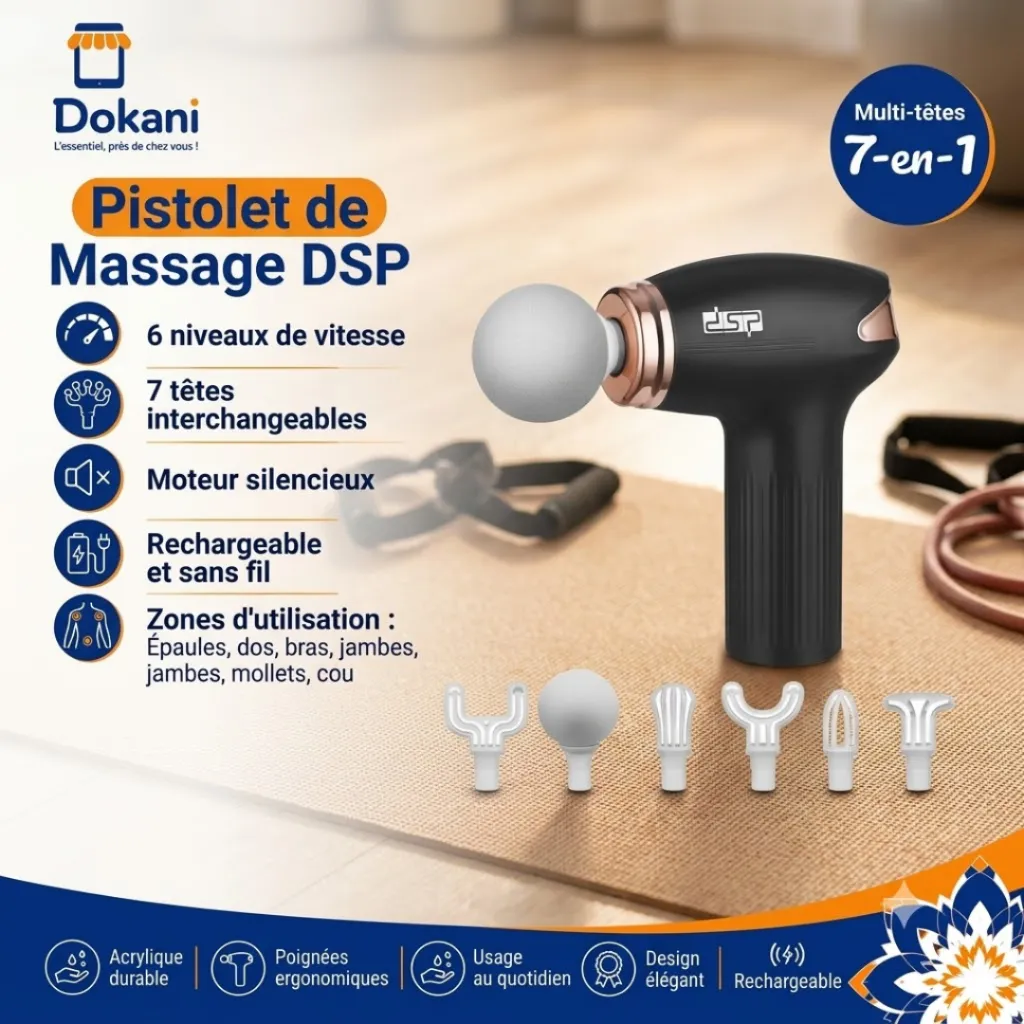 Dokani
L'essentiel, près de chez vous !
Multi-têtes
7-en-1
Pistolet de
Massage DSP
6 niveaux de vitesse
7 têtes
interchangeables
Moteur silencieux
Rechargeable
et sans fil
Zones d'utilisation :
Épaules, dos, bras, jambes,
jambes, mollets, cou
dsp
Acrylique
durable
Poignées
ergonomiques
Usage
au quotidien
Design
élégant
Rechargeable